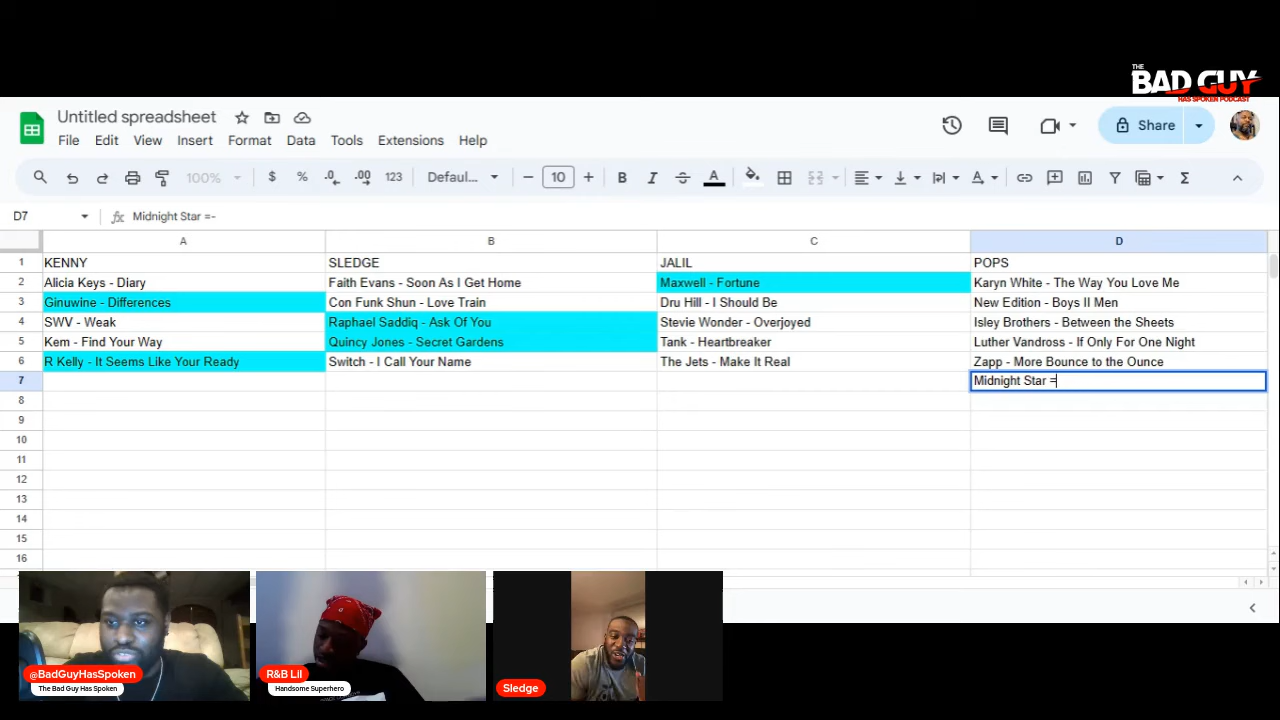 THE
BAD GUY
HAS SPOKEN PODCAST
Untitled spreadsheet
File Edit View Insert Format Data Tools Extensions Help
Share
100% $ % .0 .00 123 Defaul... 10 B I A
D7 fx Midnight Star =-
A B C D
1 KENNY SLEDGE JALIL POPS
2 Alicia Keys - Diary Faith Evans - Soon As I Get Home Maxwell - Fortune Karyn White - The Way You Love Me
3 Ginuwine - Differences Con Funk Shun - Love Train Dru Hill - I Should Be New Edition - Boys II Men
4 SWV - Weak Raphael Saddiq - Ask Of You Stevie Wonder - Overjoyed Isley Brothers - Between the Sheets
5 Kem - Find Your Way Quincy Jones - Secret Gardens Tank - Heartbreaker Luther Vandross - If Only For One Night
6 R Kelly - It Seems Like Your Ready Switch - I Call Your Name The Jets - Make It Real Zapp - More Bounce to the Ounce
7 Midnight Star =
8
9
10
11
12
13
14
15
16
@BadGuyHasSpoken R&B Lil Sledge
The Bad Guy Has Spoken Handsome Superhero